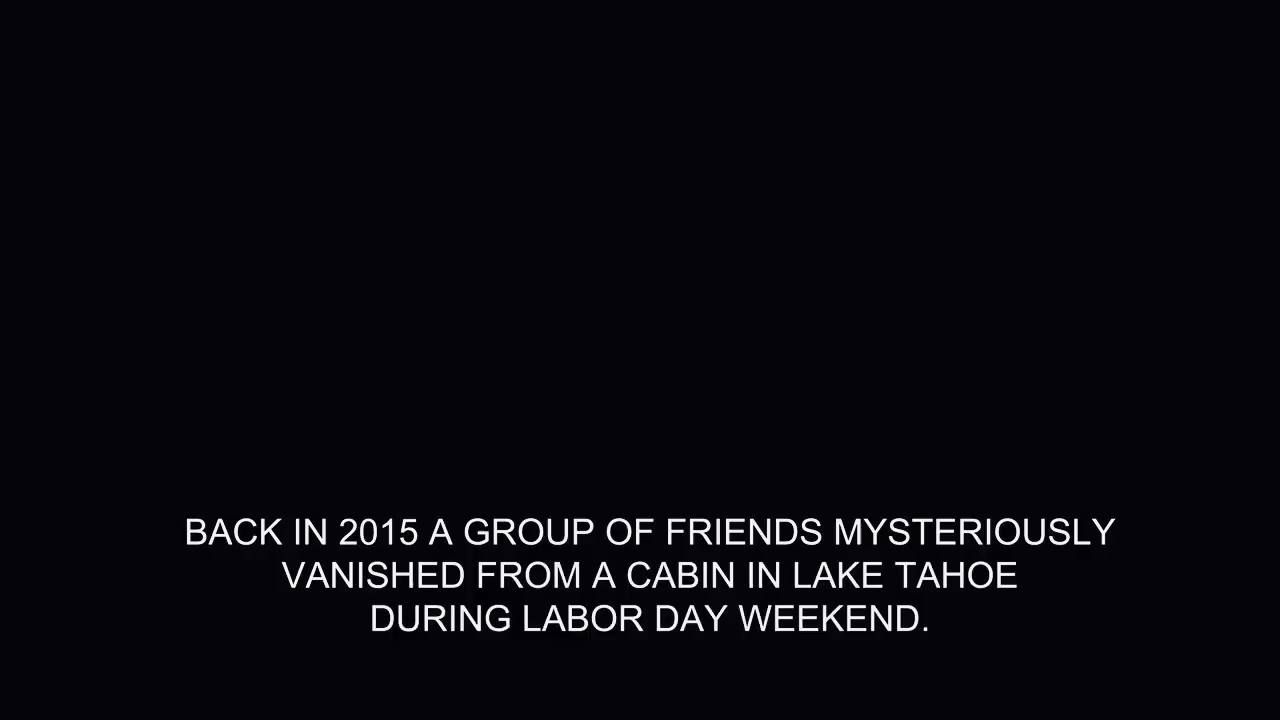 BACK IN 2015 A GROUP OF FRIENDS MYSTERIOUSLY
VANISHED FROM A CABIN IN LAKE TAHOE
DURING LABOR DAY WEEKEND.